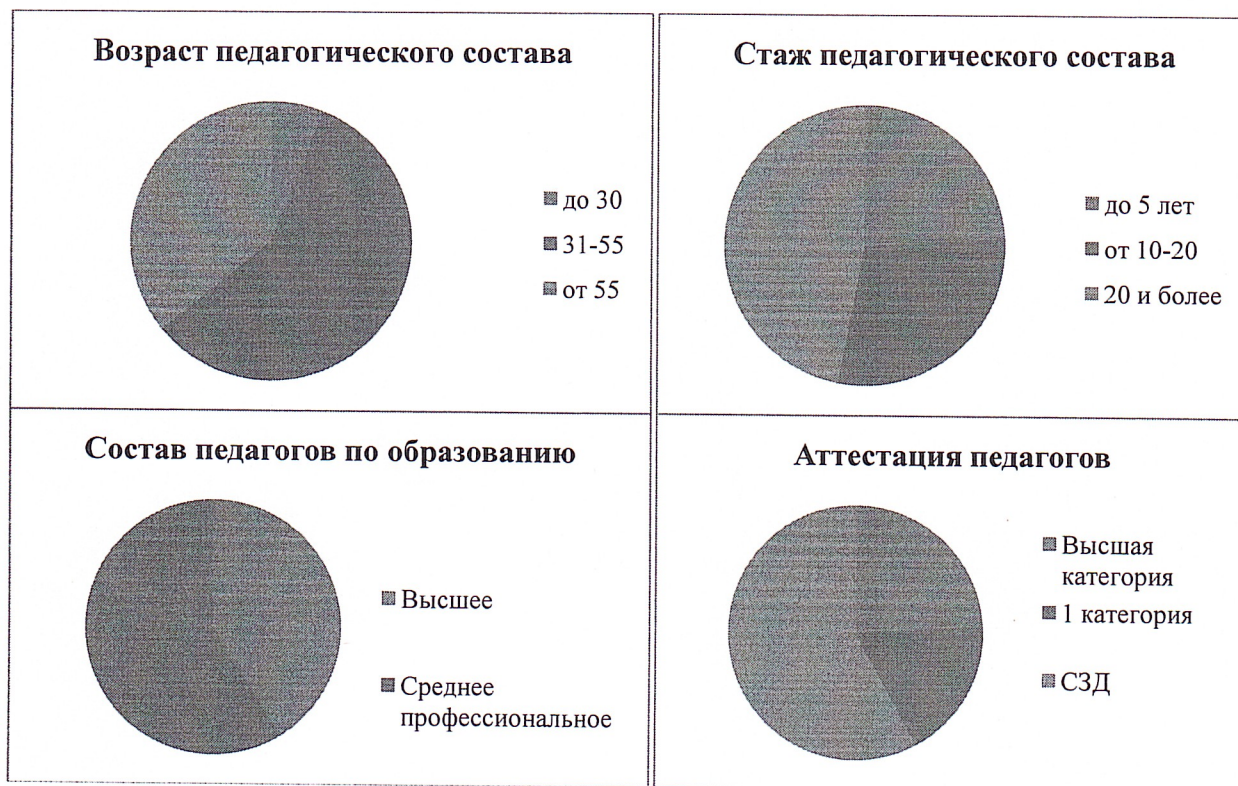 Возраст педагогического состава
до 30
31-55
от 55
Стаж педагогического состава
до 5 лет
от 10-20
20 и более
Состав педагогов по образованию
Высшее
Среднее
профессиональное
Аттестация педагогов
Высшая
категория
1 категория
СЗД